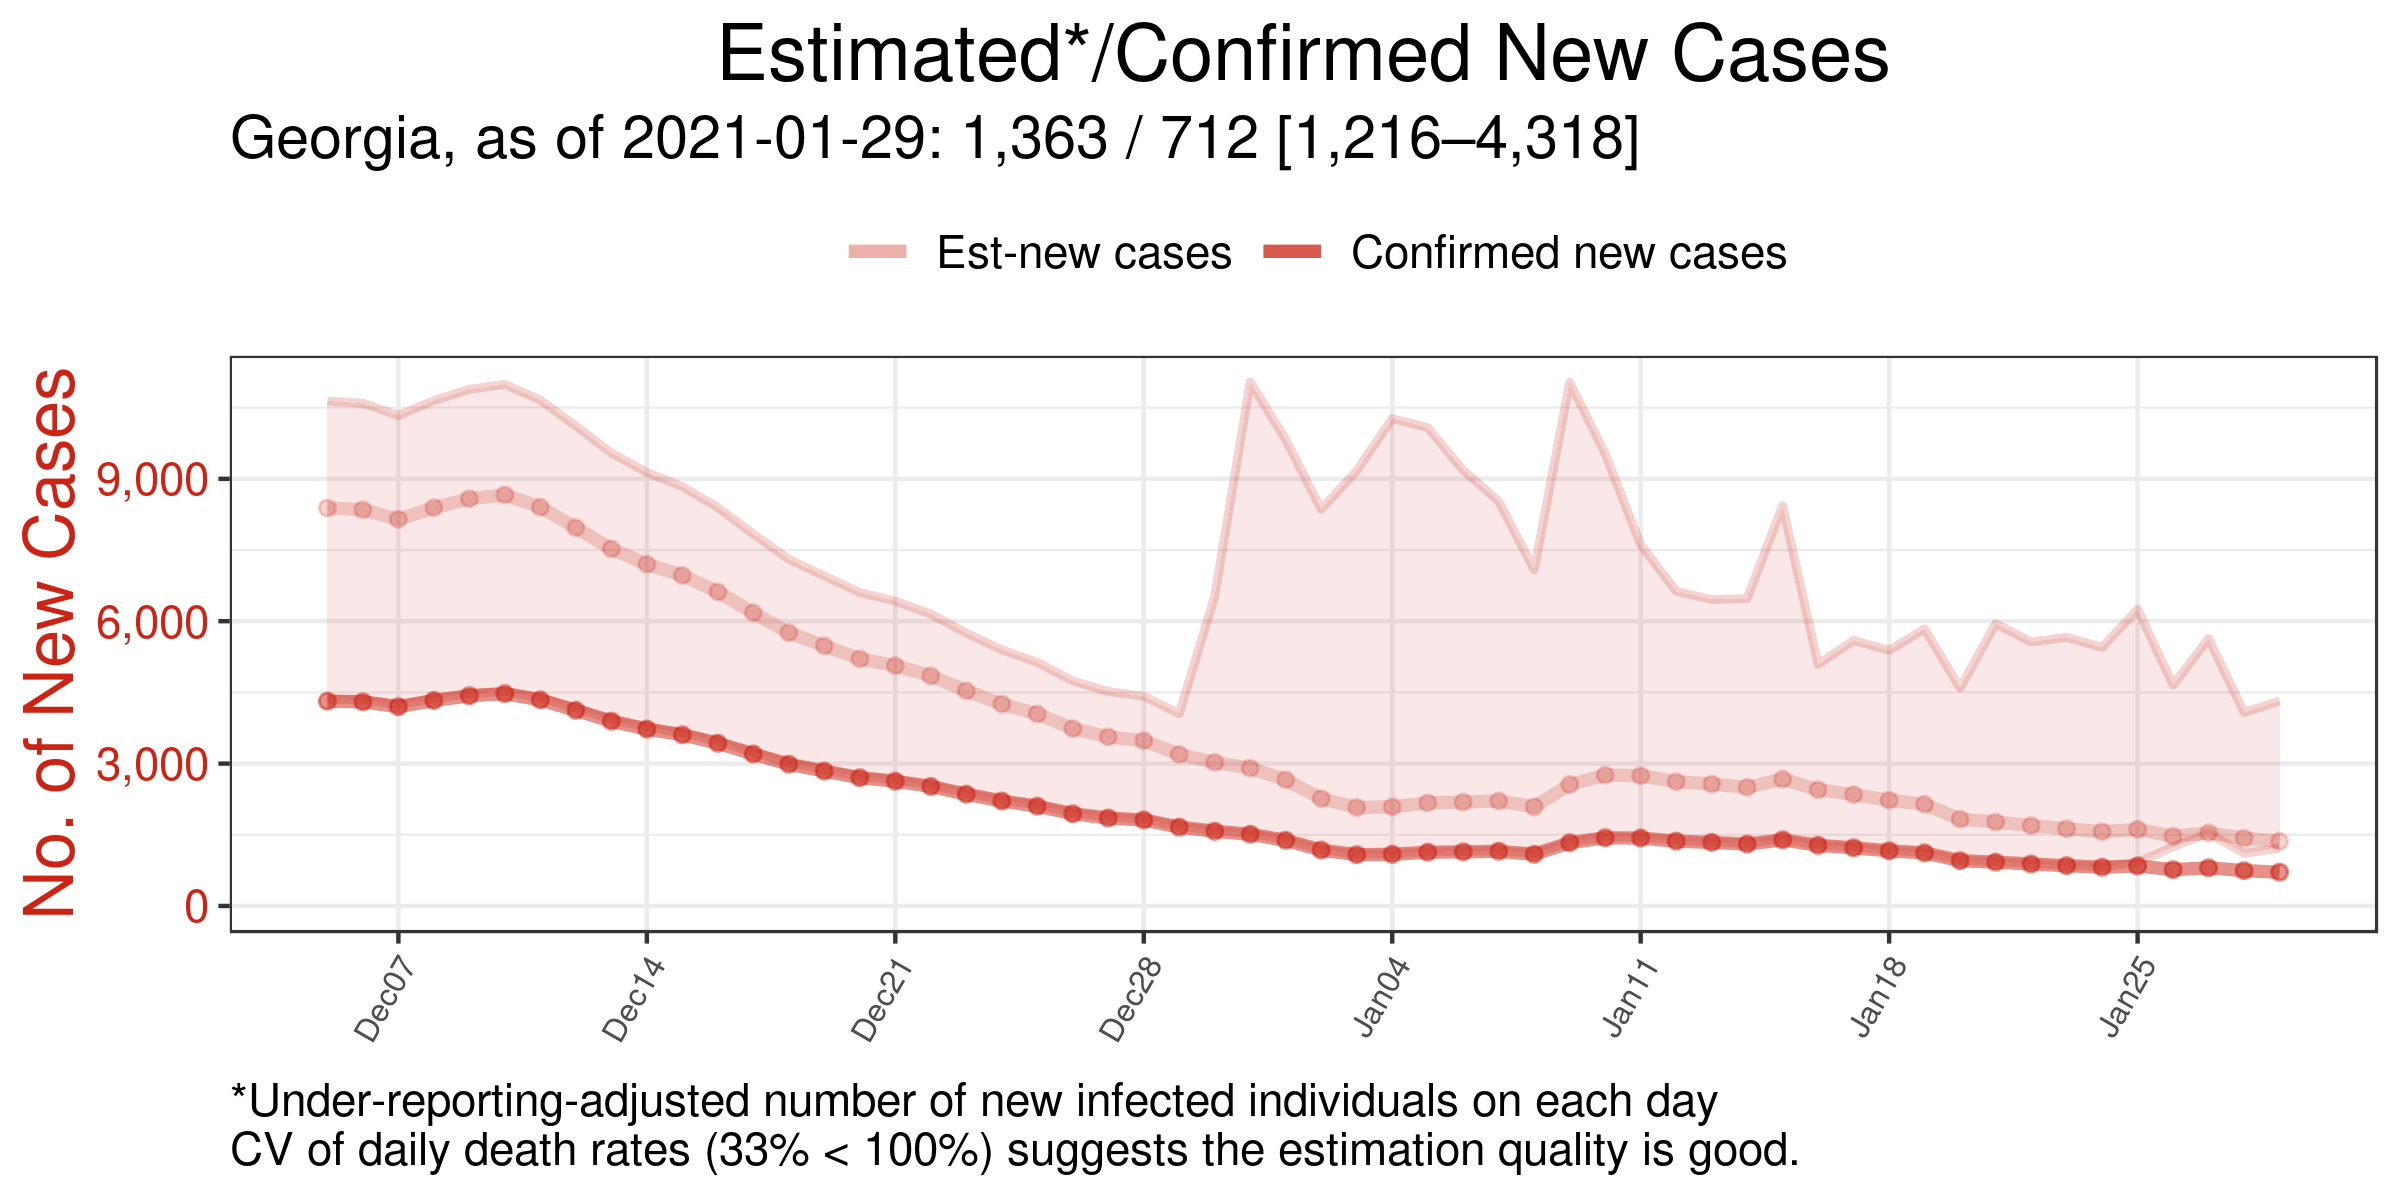 Estimated*/Confirmed New Cases
Georgia, as of 2021-01-29: 1,363 / 712 [1,216–4,318]
Est-new cases
Confirmed new cases
No. of New Cases
9,000
6,000
3,000
0
Dec07
Dec14
Dec21
Dec28
Jan04
Jan11
Jan18
Jan25
*Under-reporting-adjusted number of new infected individuals on each day
CV of daily death rates (33% < 100%) suggests the estimation quality is good.